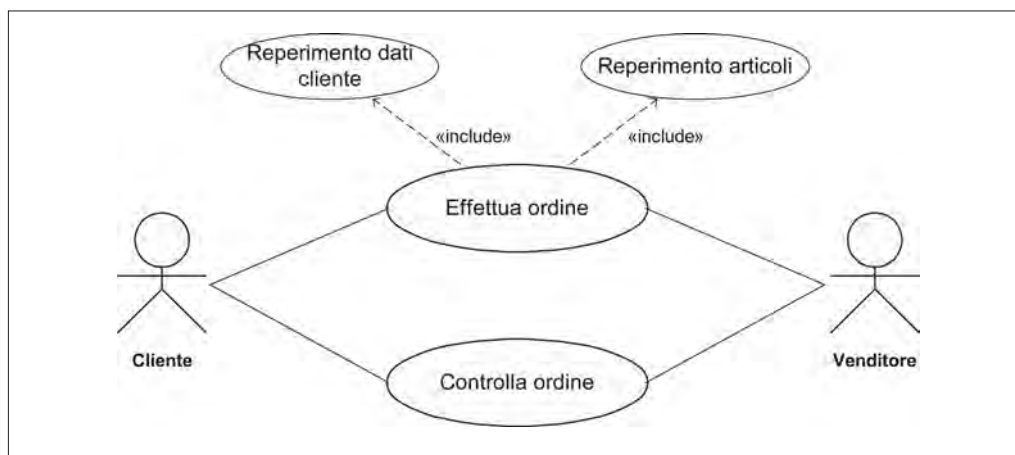 Reperimento dati
cliente
Reperimento articoli
«include»
«include»
Effettua ordine
Cliente
Venditore
Controlla ordine